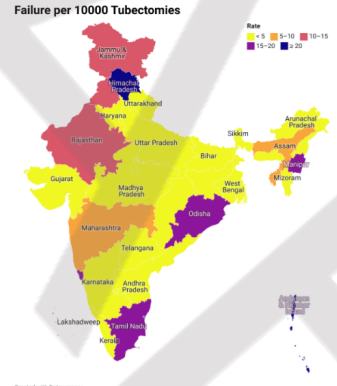 Failure per 10000 Tubectomies
Rate
< 5 5–10 10–15
15–20 ≥ 20
Jammu &
Kashmir
Himachal
Pradesh
Uttarakhand
Haryana
Arunachal
Pradesh
Sikkim
Rajasthan
Uttar Pradesh
Assam
Bihar
Manipur
Gujarat
Mizoram
Madhya
Pradesh
West
Bengal
Odisha
Maharashtra
Telangana
Karnataka
Andhra
Pradesh
Lakshadweep
Tamil Nadu
Kerala